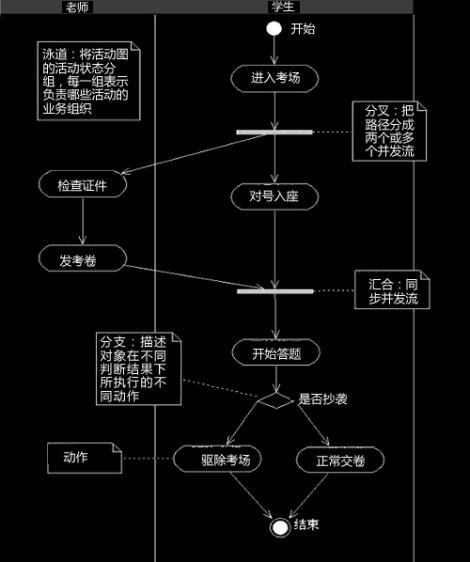 老师
学生
开始
泳道：将活动图
的活动状态分
组，每一组表示
负责哪些活动的
业务组织
进入考场
分叉：把
路径分成
两个或多
个并发流
检查证件
对号入座
发考卷
汇合：同
步并发流
分支：描述
对象在不同
判断结果下
所执行的不
同动作
开始答题
是否抄袭
动作
驱除考场
正常交卷
结束